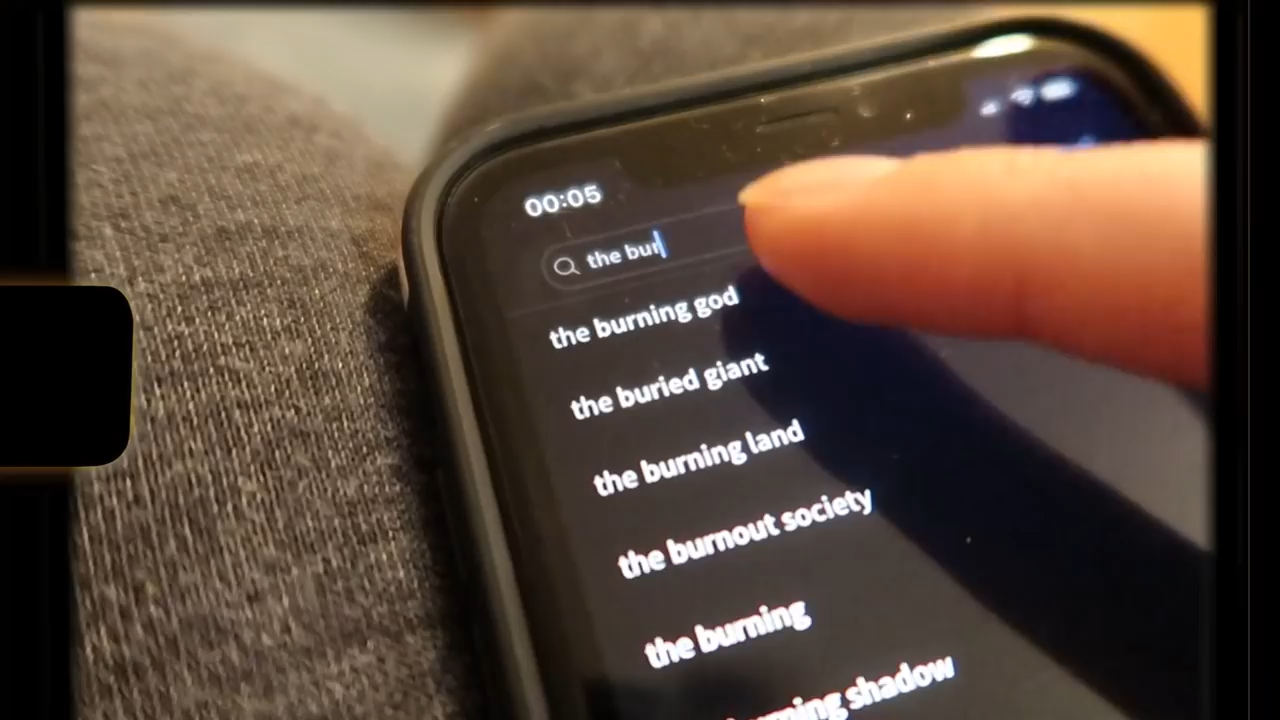 00:05
the bur
the burning god
the buried giant
the burning land
the burnout society
the burning
burning shadow